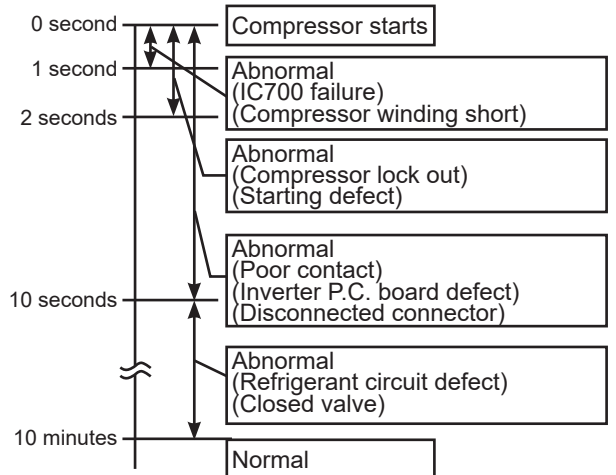 0 second
Compressor starts
1 second
Abnormal
(IC700 failure)
(Compressor winding short)
2 seconds
Abnormal
(Compressor lock out)
(Starting defect)
Abnormal
(Poor contact)
(Inverter P.C. board defect)
(Disconnected connector)
10 seconds
Abnormal
(Refrigerant circuit defect)
(Closed valve)
10 minutes
Normal